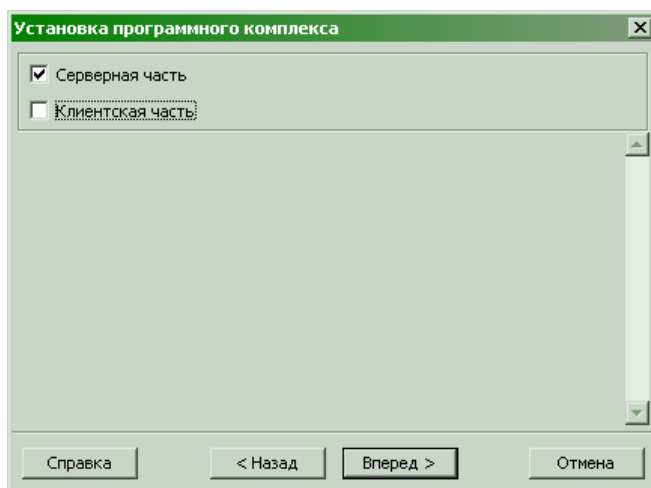 Установка программного комплекса
Серверная часть
Клиентская часть
Справка
< Назад
Вперед >
Отмена